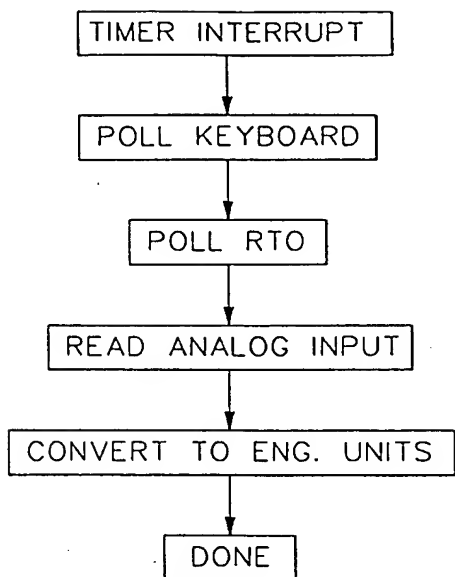 TIMER INTERRUPT
POLL KEYBOARD
POLL RTO
READ ANALOG INPUT
CONVERT TO ENG. UNITS
DONE